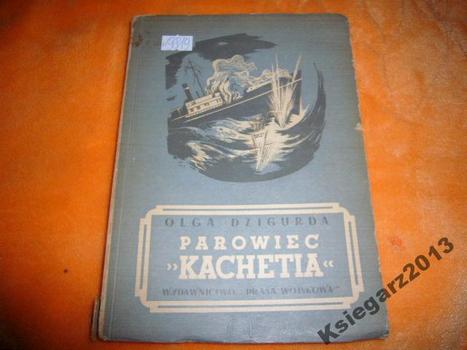 OLGA DZIGURDA
PAROWIEC
»KACHETIA«
WYDAWNICTWO „PRASA WOJSKOWA"
Ksiegarz2013